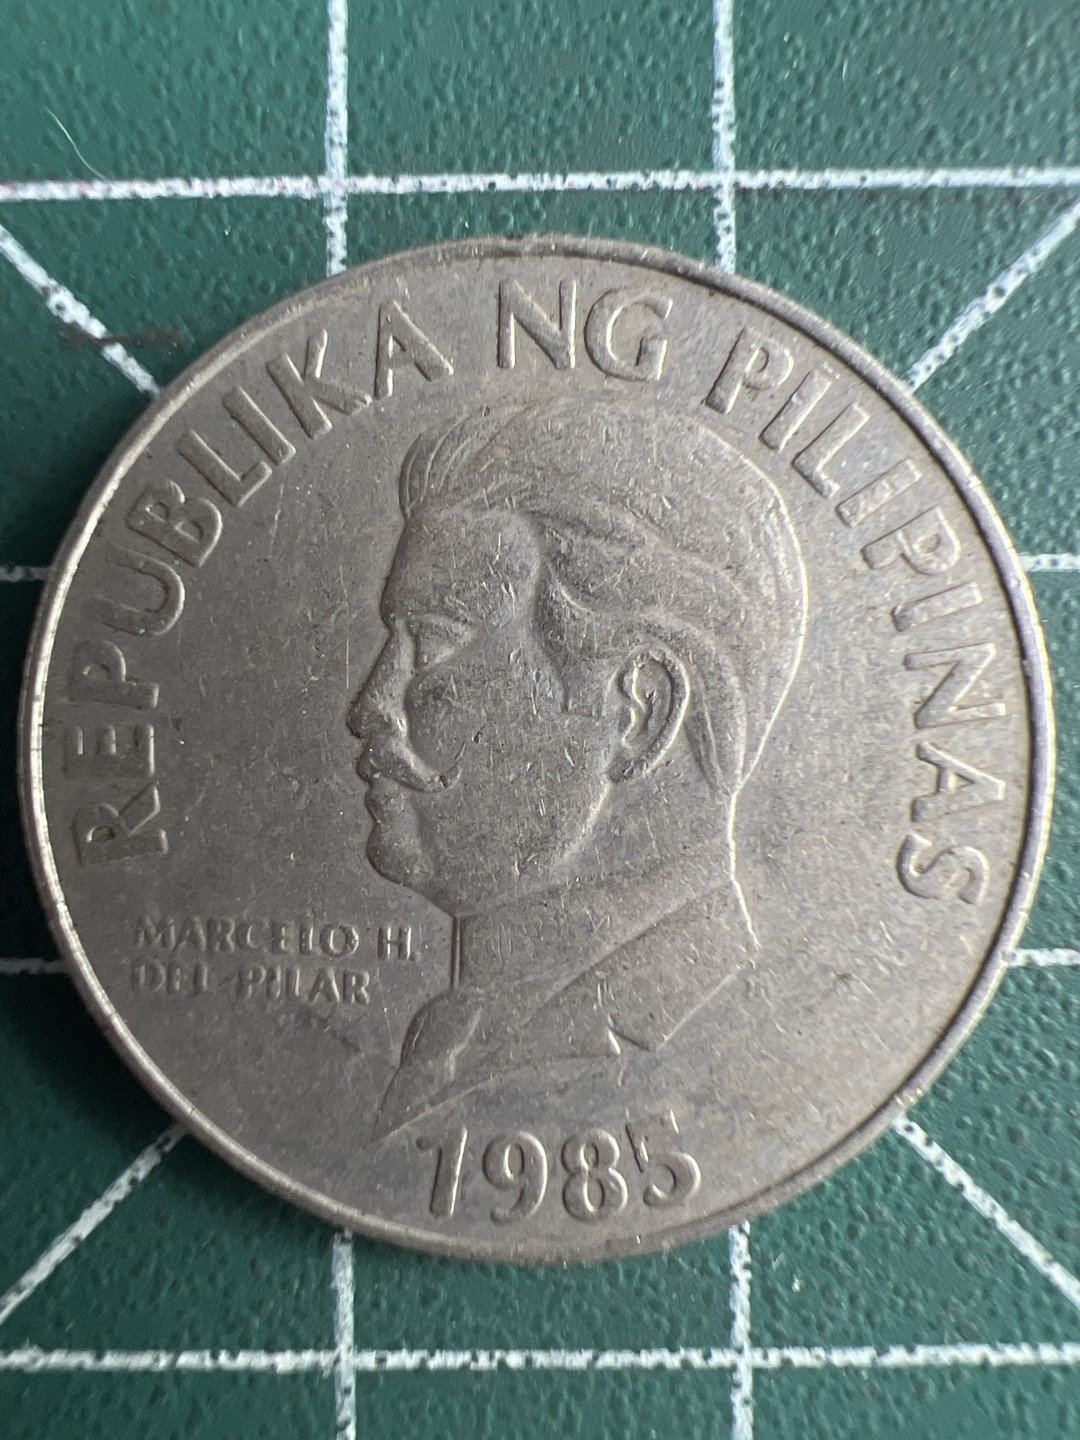 REPUBLIKA NG PILIPINAS
MARCELO H.
DEL PILAR
1985